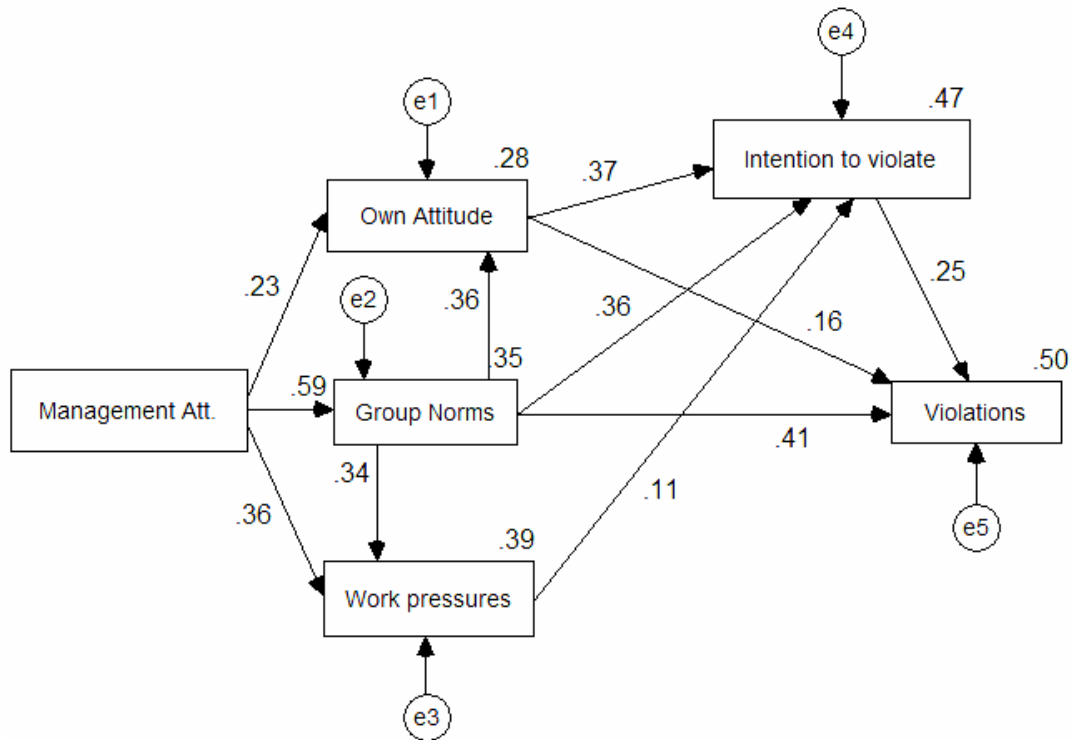 e4
.47
e1
Intention to violate
.28
.37
Own Attitude
.23
e2
.36
.36
.25
.16
.35
.50
.59
Management Att.
Group Norms
Violations
.41
.34
.11
.36
e5
.39
Work pressures
e3